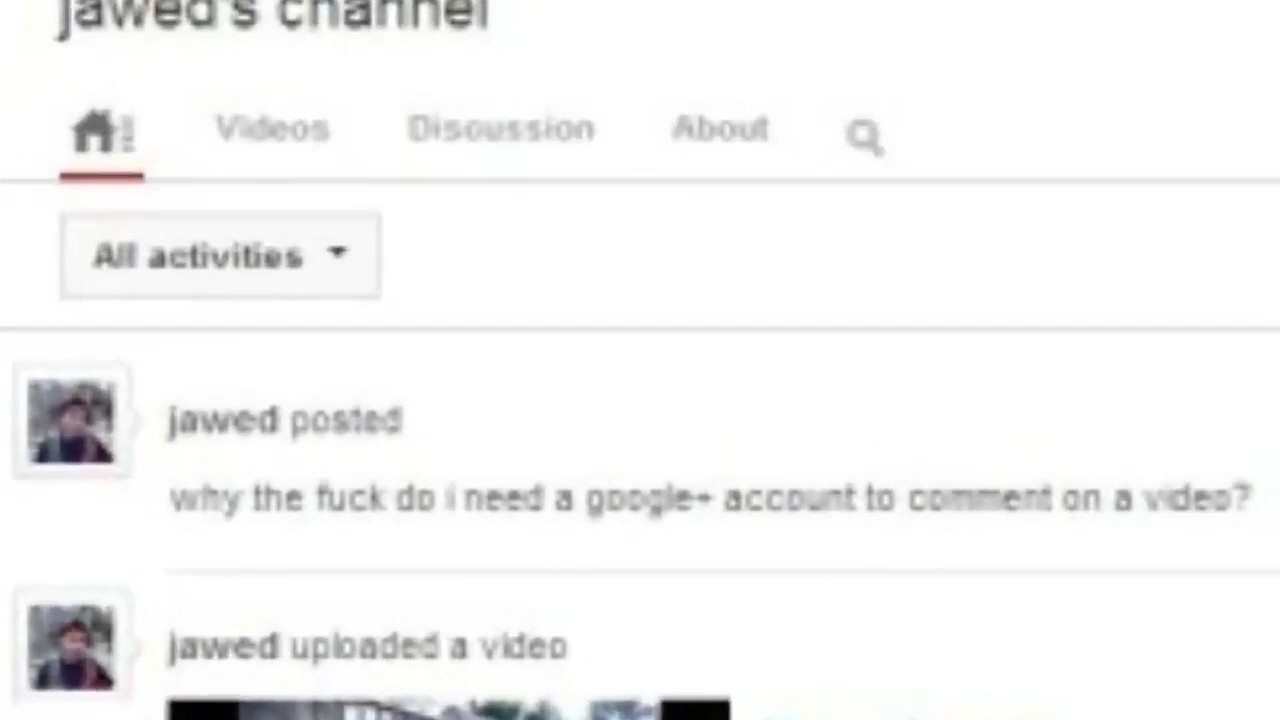 jawed's channel
Videos Discussion About
All activities
jawed posted
why the fuck do i need a google+ account to comment on a video?
jawed uploaded a video